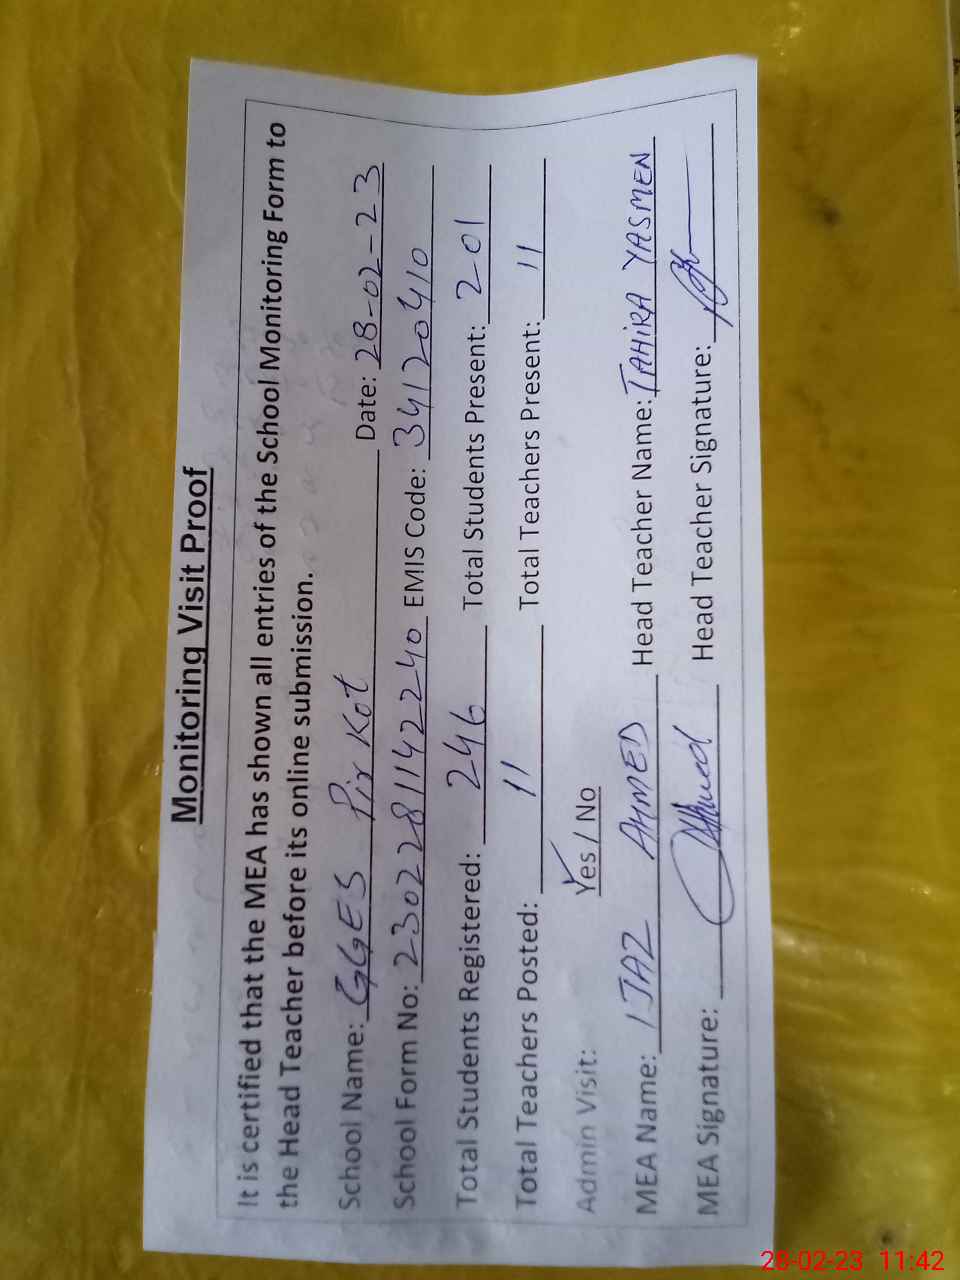 Monitoring Visit Proof
It is certified that the MEA has shown all entries of the School Monitoring Form to
the Head Teacher before its online submission.
School Name: GGES Pir Kot Date: 28-02-23
School Form No: 2302281142240 EMIS Code: 34120410
Total Students Registered: 246 Total Students Present: 201
Total Teachers Posted: 11 Total Teachers Present: 11
Admin Visit: Yes / No
MEA Name: IJAZ AHMED Head Teacher Name: TAHIRA YASMEN
MEA Signature: Head Teacher Signature:
28-02-23 11:42